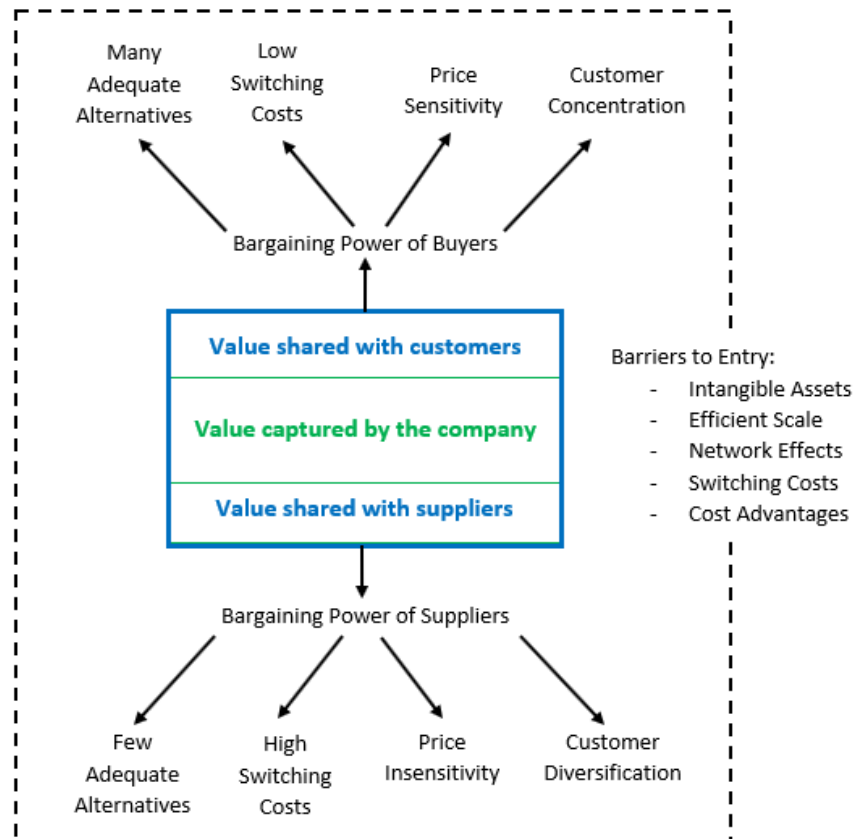 Many
Adequate
Alternatives
Low
Switching
Costs
Price
Sensitivity
Customer
Concentration
Bargaining Power of Buyers
Value shared with customers
Value captured by the company
Value shared with suppliers
Barriers to Entry:
- Intangible Assets
- Efficient Scale
- Network Effects
- Switching Costs
- Cost Advantages
Bargaining Power of Suppliers
Few
Adequate
Alternatives
High
Switching
Costs
Price
Insensitivity
Customer
Diversification